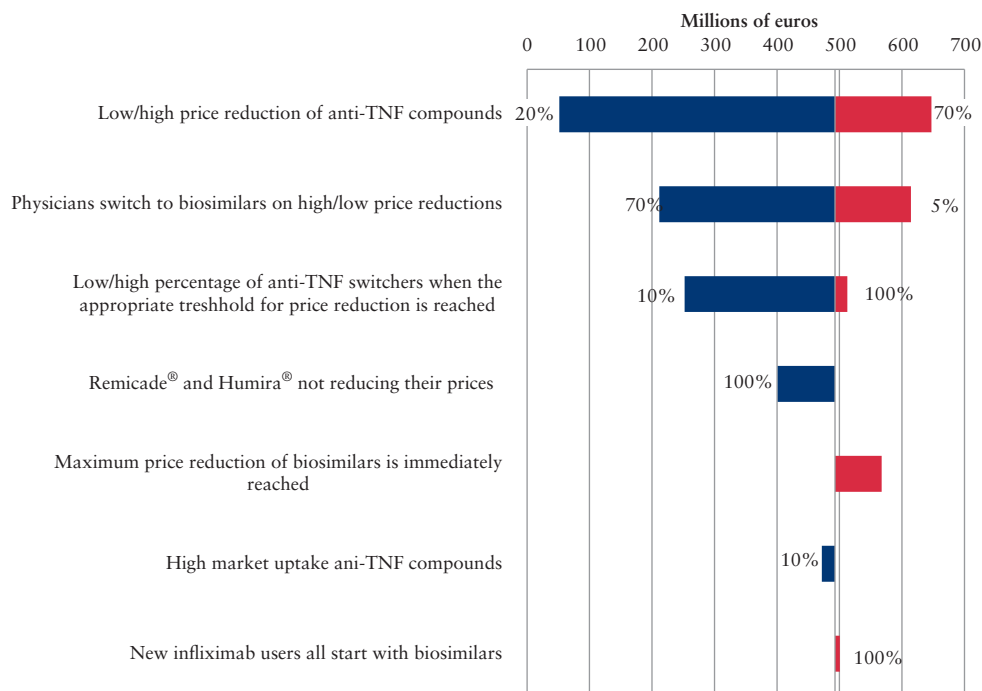 Millions of euros
0 100 200 300 400 500 600 700
Low/high price reduction of anti-TNF compounds 20% 70%
Physicians switch to biosimilars on high/low price reductions 70% 5%
Low/high percentage of anti-TNF switchers when the
appropriate treshhold for price reduction is reached 10% 100%
Remicade® and Humira® not reducing their prices 100%
Maximum price reduction of biosimilars is immediately
reached
High market uptake ani-TNF compounds 10%
New infliximab users all start with biosimilars 100%